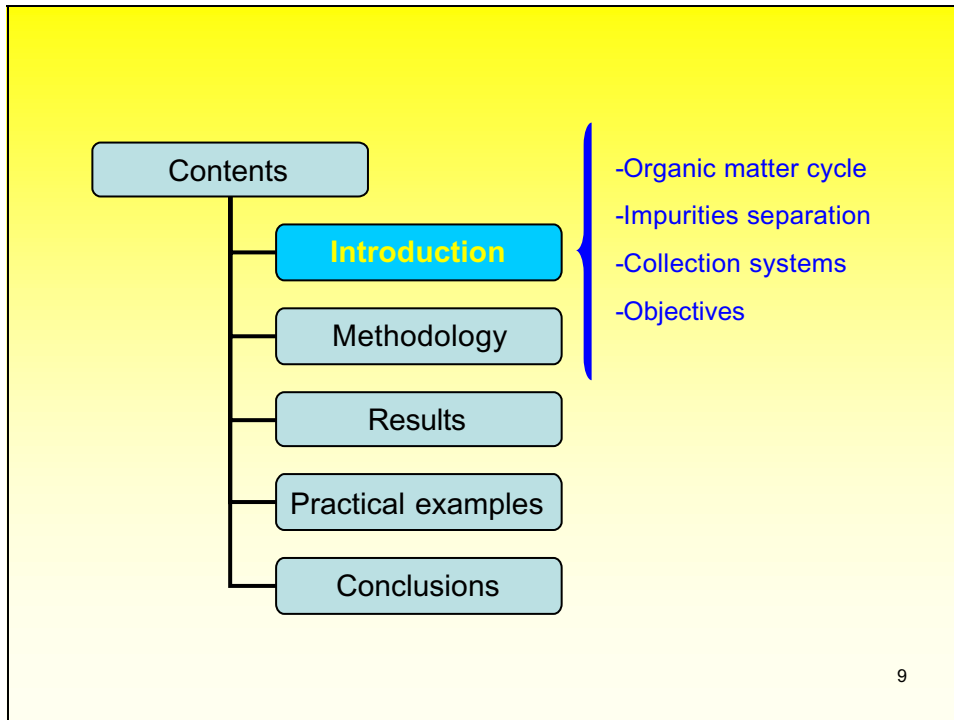 Contents
Introduction
-Organic matter cycle
-Impurities separation
-Collection systems
-Objectives
Methodology
Results
Practical examples
Conclusions
9